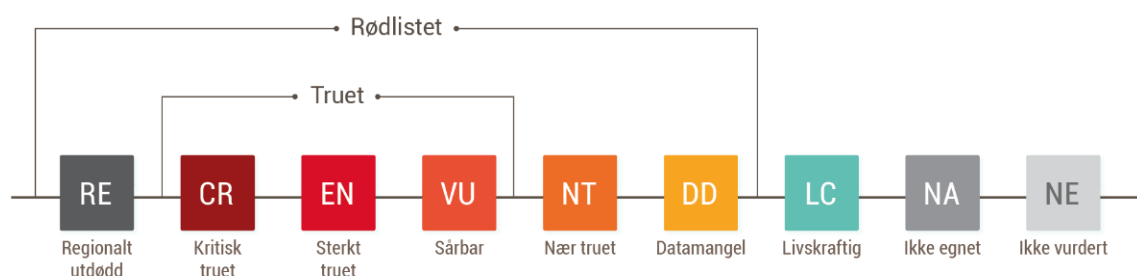 Rødlistet
Truet
RE
CR
EN
VU
NT
DD
LC
NA
NE
Regionalt
utdødd
Kritisk
truet
Sterkt
truet
Sårbar
Nær truet
Datamangel
Livskraftig
Ikke egnet
Ikke vurdert